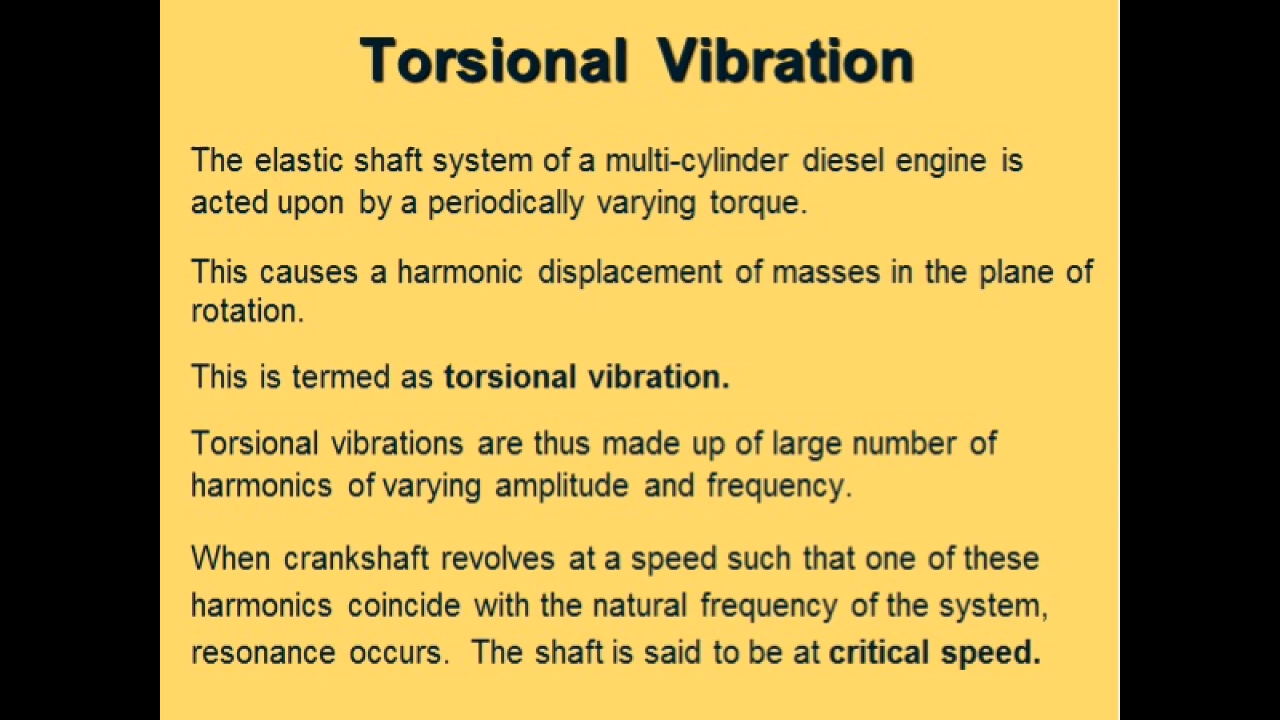 Torsional Vibration
The elastic shaft system of a multi-cylinder diesel engine is
acted upon by a periodically varying torque.
This causes a harmonic displacement of masses in the plane of
rotation.
This is termed as torsional vibration.
Torsional vibrations are thus made up of large number of
harmonics of varying amplitude and frequency.
When crankshaft revolves at a speed such that one of these
harmonics coincide with the natural frequency of the system,
resonance occurs. The shaft is said to be at critical speed.